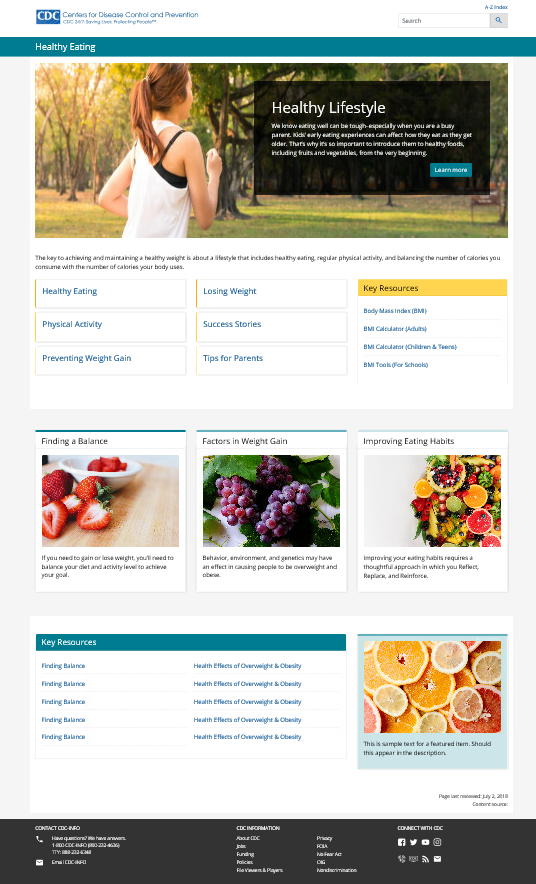 A-Z Index
CDC Centers for Disease Control and Prevention
CDC 24/7: Saving Lives, Protecting People™
Search
Healthy Eating
Healthy Lifestyle
We know eating well can be tough-especially when you are a busy
parent. Kids' early eating experiences can affect how they eat as they get
older. That's why it's so important to introduce them to healthy foods,
including fruits and vegetables, from the very beginning.
Learn more
The key to achieving and maintaining a healthy weight is about a lifestyle that includes healthy eating, regular physical activity, and balancing the number of calories you
consume with the number of calories your body uses.
Healthy Eating
Losing Weight
Physical Activity
Success Stories
Preventing Weight Gain
Tips for Parents
Key Resources
Body Mass Index (BMI)
BMI Calculator (Adults)
BMI Calculator (Children & Teens)
BMI Tools (For Schools)
Finding a Balance
If you need to gain or lose weight, you'll need to
balance your diet and activity level to achieve
your goal.
Factors in Weight Gain
Behavior, environment, and genetics may have
an effect in causing people to be overweight and
obese.
Improving Eating Habits
Improving your eating habits requires a
thoughtful approach in which you Reflect,
Replace, and Reinforce.
Key Resources
Finding Balance
Health Effects of Overweight & Obesity
Finding Balance
Health Effects of Overweight & Obesity
Finding Balance
Health Effects of Overweight & Obesity
Finding Balance
Health Effects of Overweight & Obesity
Finding Balance
Health Effects of Overweight & Obesity
This is sample text for a featured item. Should
this appear in the description.
Page last reviewed: July 2, 2018
Content source:
CONTACT CDC-INFO
Have questions? We have answers.
1-800-CDC-INFO (800-232-4636)
TTY: 888-232-6348
Email CDC-INFO
CDC INFORMATION
About CDC
Jobs
Funding
Policies
File Viewers & Players
Privacy
FOIA
No Fear Act
OIG
Nondiscrimination
CONNECT WITH CDC